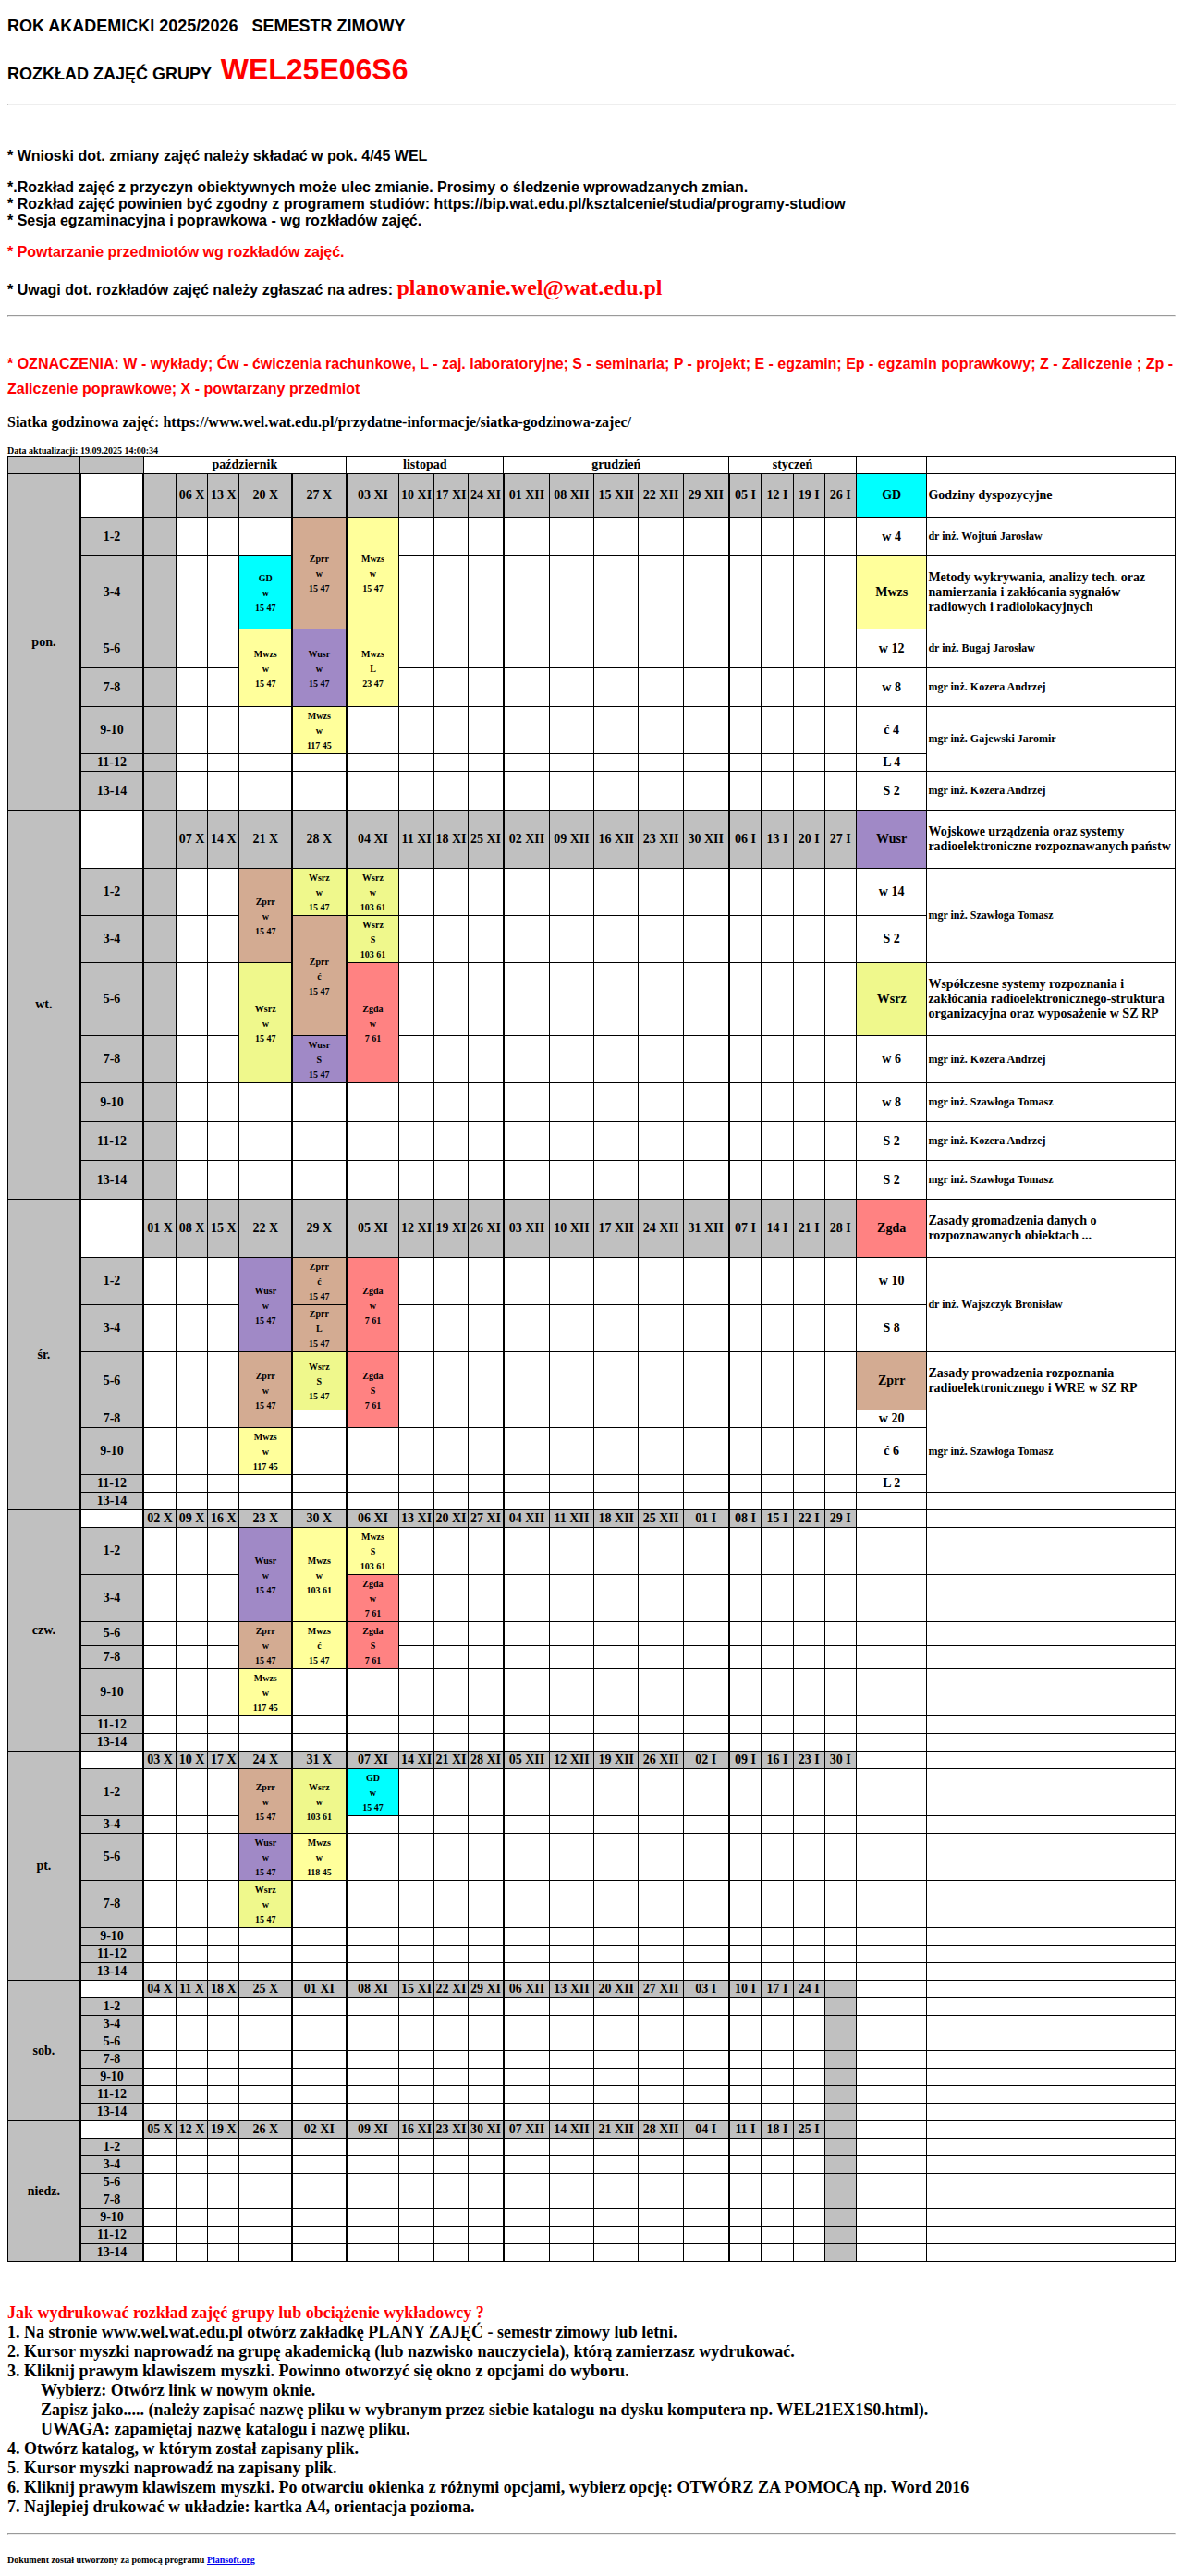 ROK AKADEMICKI 2025/2026   SEMESTR ZIMOWY
ROZKŁAD ZAJĘĆ GRUPY  WEL25E06S6
* Wnioski dot. zmiany zajęć należy składać w pok. 4/45 WEL
*.Rozkład zajęć z przyczyn obiektywnych może ulec zmianie. Prosimy o śledzenie wprowadzanych zmian.
* Rozkład zajęć powinien być zgodny z programem studiów: https://bip.wat.edu.pl/ksztalcenie/studia/programy-studiow
* Sesja egzaminacyjna i poprawkowa - wg rozkładów zajęć.
* Powtarzanie przedmiotów wg rozkładów zajęć.
* Uwagi dot. rozkładów zajęć należy zgłaszać na adres: planowanie.wel@wat.edu.pl
* OZNACZENIA: W - wykłady; Ćw - ćwiczenia rachunkowe, L - zaj. laboratoryjne; S - seminaria; P - projekt; E - egzamin; Ep - egzamin poprawkowy; Z - Zaliczenie ; Zp -
Zaliczenie poprawkowe; X - powtarzany przedmiot
Siatka godzinowa zajęć: https://www.wel.wat.edu.pl/przydatne-informacje/siatka-godzinowa-zajec/
Data aktualizacji: 19.09.2025 14:00:34
październik listopad grudzień styczeń
pon.
06 X 13 X 20 X 27 X 03 XI 10 XI 17 XI 24 XI 01 XII 08 XII 15 XII 22 XII 29 XII 05 I 12 I 19 I 26 I GD Godziny dyspozycyjne
1-2 Zprr w 15 47 Mwzs w 15 47 w 4 dr inż. Wojtuń Jarosław
3-4 GD w 15 47 Mwzs Metody wykrywania, analizy tech. oraz
namierzania i zakłócania sygnałów
radiowych i radiolokacyjnych
5-6 Mwzs w 15 47 Wusr w 15 47 Mwzs L 23 47 w 12 dr inż. Bugaj Jarosław
7-8 w 8 mgr inż. Kozera Andrzej
9-10 Mwzs w 117 45 ć 4 mgr inż. Gajewski Jaromir
11-12 L 4
13-14 S 2 mgr inż. Kozera Andrzej
wt.
07 X 14 X 21 X 28 X 04 XI 11 XI 18 XI 25 XI 02 XII 09 XII 16 XII 23 XII 30 XII 06 I 13 I 20 I 27 I Wusr Wojskowe urządzenia oraz systemy
radioelektroniczne rozpoznawanych państw
1-2 Zprr w 15 47 Wsrz w 15 47 Wsrz w 103 61 w 14 mgr inż. Szawłoga Tomasz
3-4 Zprr ć 15 47 Wsrz S 103 61 S 2
5-6 Wsrz w 15 47 Zgda w 7 61 Wsrz Współczesne systemy rozpoznania i
zakłócania radioelektronicznego-struktura
organizacyjna oraz wyposażenie w SZ RP
7-8 Wusr S 15 47 w 6 mgr inż. Kozera Andrzej
9-10 w 8 mgr inż. Szawłoga Tomasz
11-12 S 2 mgr inż. Kozera Andrzej
13-14 S 2 mgr inż. Szawłoga Tomasz
śr.
01 X 08 X 15 X 22 X 29 X 05 XI 12 XI 19 XI 26 XI 03 XII 10 XII 17 XII 24 XII 31 XII 07 I 14 I 21 I 28 I Zgda Zasady gromadzenia danych o
rozpoznawanych obiektach ...
1-2 Wusr w 15 47 Zprr ć 15 47 Zgda w 7 61 w 10 dr inż. Wajszczyk Bronisław
3-4 Zprr L 15 47 S 8
5-6 Zprr w 15 47 Wsrz S 15 47 Zgda S 7 61 Zprr Zasady prowadzenia rozpoznania
radioelektronicznego i WRE w SZ RP
7-8 w 20
9-10 Mwzs w 117 45 ć 6 mgr inż. Szawłoga Tomasz
11-12 L 2
13-14
czw.
02 X 09 X 16 X 23 X 30 X 06 XI 13 XI 20 XI 27 XI 04 XII 11 XII 18 XII 25 XII 01 I 08 I 15 I 22 I 29 I
1-2 Wusr w 15 47 Mwzs w 103 61 Mwzs S 103 61
3-4 Zgda w 7 61
5-6 Zprr w 15 47 Mwzs ć 15 47 Zgda S 7 61
7-8
9-10 Mwzs w 117 45
11-12
13-14
pt.
03 X 10 X 17 X 24 X 31 X 07 XI 14 XI 21 XI 28 XI 05 XII 12 XII 19 XII 26 XII 02 I 09 I 16 I 23 I 30 I
1-2 Zprr w 15 47 Wsrz w 103 61 GD w 15 47
3-4
5-6 Wusr w 15 47 Mwzs w 118 45
7-8 Wsrz w 15 47
9-10
11-12
13-14
sob.
04 X 11 X 18 X 25 X 01 XI 08 XI 15 XI 22 XI 29 XI 06 XII 13 XII 20 XII 27 XII 03 I 10 I 17 I 24 I
1-2
3-4
5-6
7-8
9-10
11-12
13-14
niedz.
05 X 12 X 19 X 26 X 02 XI 09 XI 16 XI 23 XI 30 XI 07 XII 14 XII 21 XII 28 XII 04 I 11 I 18 I 25 I
1-2
3-4
5-6
7-8
9-10
11-12
13-14
Jak wydrukować rozkład zajęć grupy lub obciążenie wykładowcy ?
1. Na stronie www.wel.wat.edu.pl otwórz zakładkę PLANY ZAJĘĆ - semestr zimowy lub letni.
2. Kursor myszki naprowadź na grupę akademicką (lub nazwisko nauczyciela), którą zamierzasz wydrukować.
3. Kliknij prawym klawiszem myszki. Powinno otworzyć się okno z opcjami do wyboru.
Wybierz: Otwórz link w nowym oknie.
Zapisz jako..... (należy zapisać nazwę pliku w wybranym przez siebie katalogu na dysku komputera np. WEL21EX1S0.html).
UWAGA: zapamiętaj nazwę katalogu i nazwę pliku.
4. Otwórz katalog, w którym został zapisany plik.
5. Kursor myszki naprowadź na zapisany plik.
6. Kliknij prawym klawiszem myszki. Po otwarciu okienka z różnymi opcjami, wybierz opcję: OTWÓRZ ZA POMOCĄ np. Word 2016
7. Najlepiej drukować w układzie: kartka A4, orientacja pozioma.
Dokument został utworzony za pomocą programu Plansoft.org